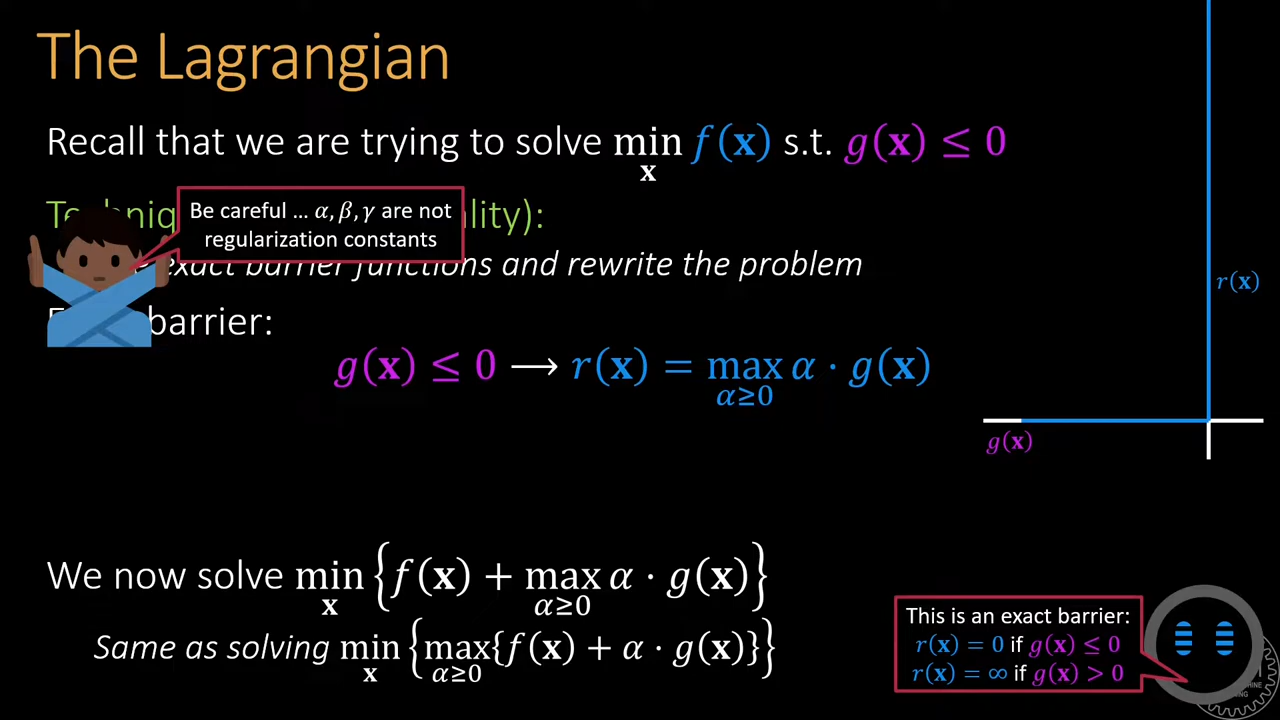 The Lagrangian
Recall that we are trying to solve min f(𝐱) s.t. g(𝐱) ≤ 0
𝐱
Be careful … α, β, γ are not
regularization constants
Techniq
lity):
exact barrier functions and rewrite the problem
barrier:
g(𝐱) ≤ 0 ⟶ r(𝐱) = max α · g(𝐱)
α≥0
r(𝐱)
g(𝐱)
We now solve min {f(𝐱) + max α · g(𝐱)}
𝐱 α≥0
Same as solving min {max{f(𝐱) + α · g(𝐱)}}
𝐱 α≥0
This is an exact barrier:
r(𝐱) = 0 if g(𝐱) ≤ 0
r(𝐱) = ∞ if g(𝐱) > 0